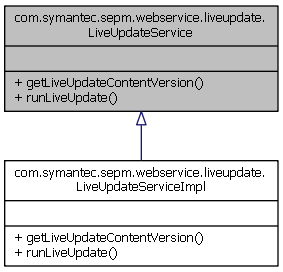 com.symantec.sepm.webservice.liveupdate.
LiveUpdateService
+ getLiveUpdateContentVersion()
+ runLiveUpdate()
com.symantec.sepm.webservice.liveupdate.
LiveUpdateServiceImpl
+ getLiveUpdateContentVersion()
+ runLiveUpdate()